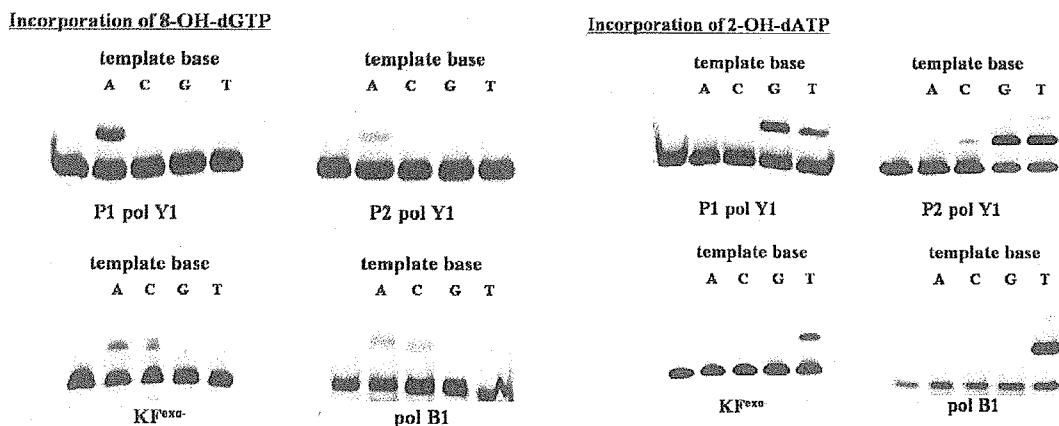 Incorporation of 8-OH-dGTP
template base
A C G T
P1 pol Y1
template base
A C G T
P2 pol Y1
template base
A C G T
KFexo-
template base
A C G T
pol B1
Incorporation of 2-OH-dATP
template base
A C G T
P1 pol Y1
template base
A C G T
P2 pol Y1
template base
A C G T
KFexo-
template base
A C G T
pol B1